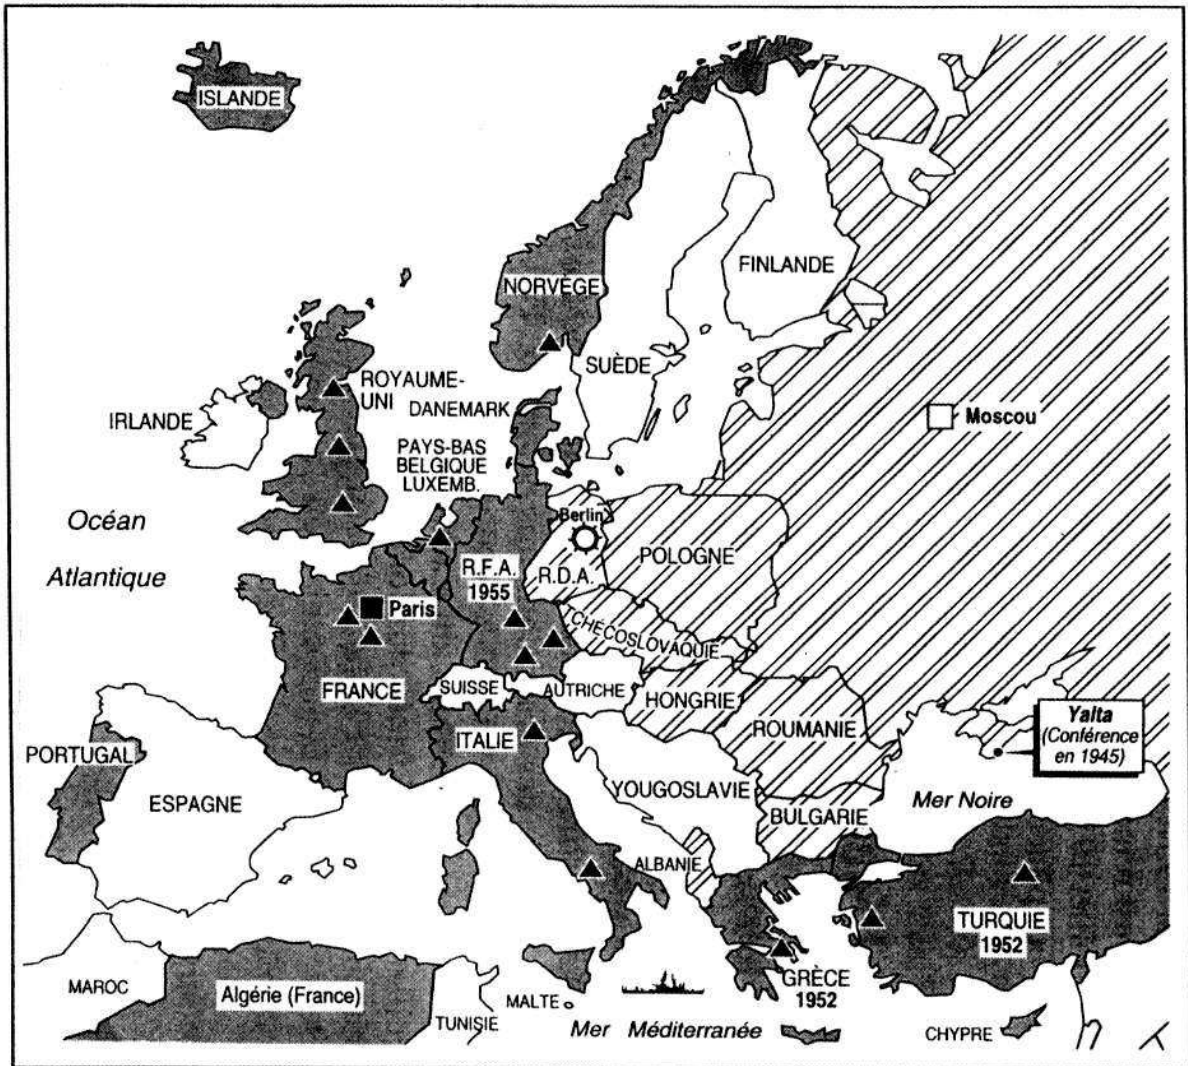 ISLANDE
NORVÈGE
FINLANDE
SUÈDE
ROYAUME-
UNI
DANEMARK
IRLANDE
PAYS-BAS
BELGIQUE
LUXEMB.
Moscou
Océan
Atlantique
Berlin
R.F.A.
1955
R.D.A.
POLOGNE
Paris
TCHÉCOSLOVAQUIE
FRANCE
SUISSE
AUTRICHE
HONGRIE
ROUMANIE
Yalta
(Conférence
en 1945)
ITALIE
PORTUGAL
ESPAGNE
YOUGOSLAVIE
BULGARIE
Mer Noire
ALBANIE
TURQUIE
1952
GRÈCE
1952
MAROC
Algérie (France)
TUNISIE
MALTE
Mer Méditerranée
CHYPRE